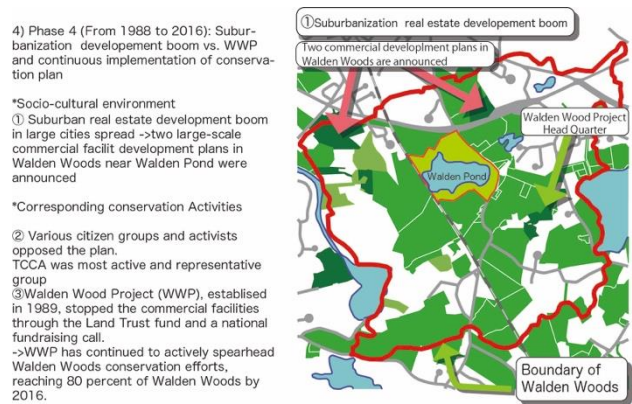 4) Phase 4 (From 1988 to 2016): Subur-
banization developement boom vs. WWP
and continuous implementation of conserva-
tion plan
*Socio-cultural environment
① Suburban real estate development boom
in large cities spread ->two large-scale
commercial facilit development plans in
Walden Woods near Walden Pond were
announced
*Corresponding conservation Activities
② Various citizen groups and activists
opposed the plan.
TCCA was most active and representative
group
③Walden Wood Project (WWP), establised
in 1989, stopped the commercial facilities
through the Land Trust fund and a national
fundraising call.
->WWP has continued to actively spearhead
Walden Woods conservation efforts,
reaching 80 percent of Walden Woods by
2016.
①Suburbanization real estate developement boom
Two commercial developlment plans in
Walden Woods are announced
Walden Wood Project
Head Quarter
Walden Pond
Boundary of
Walden Woods